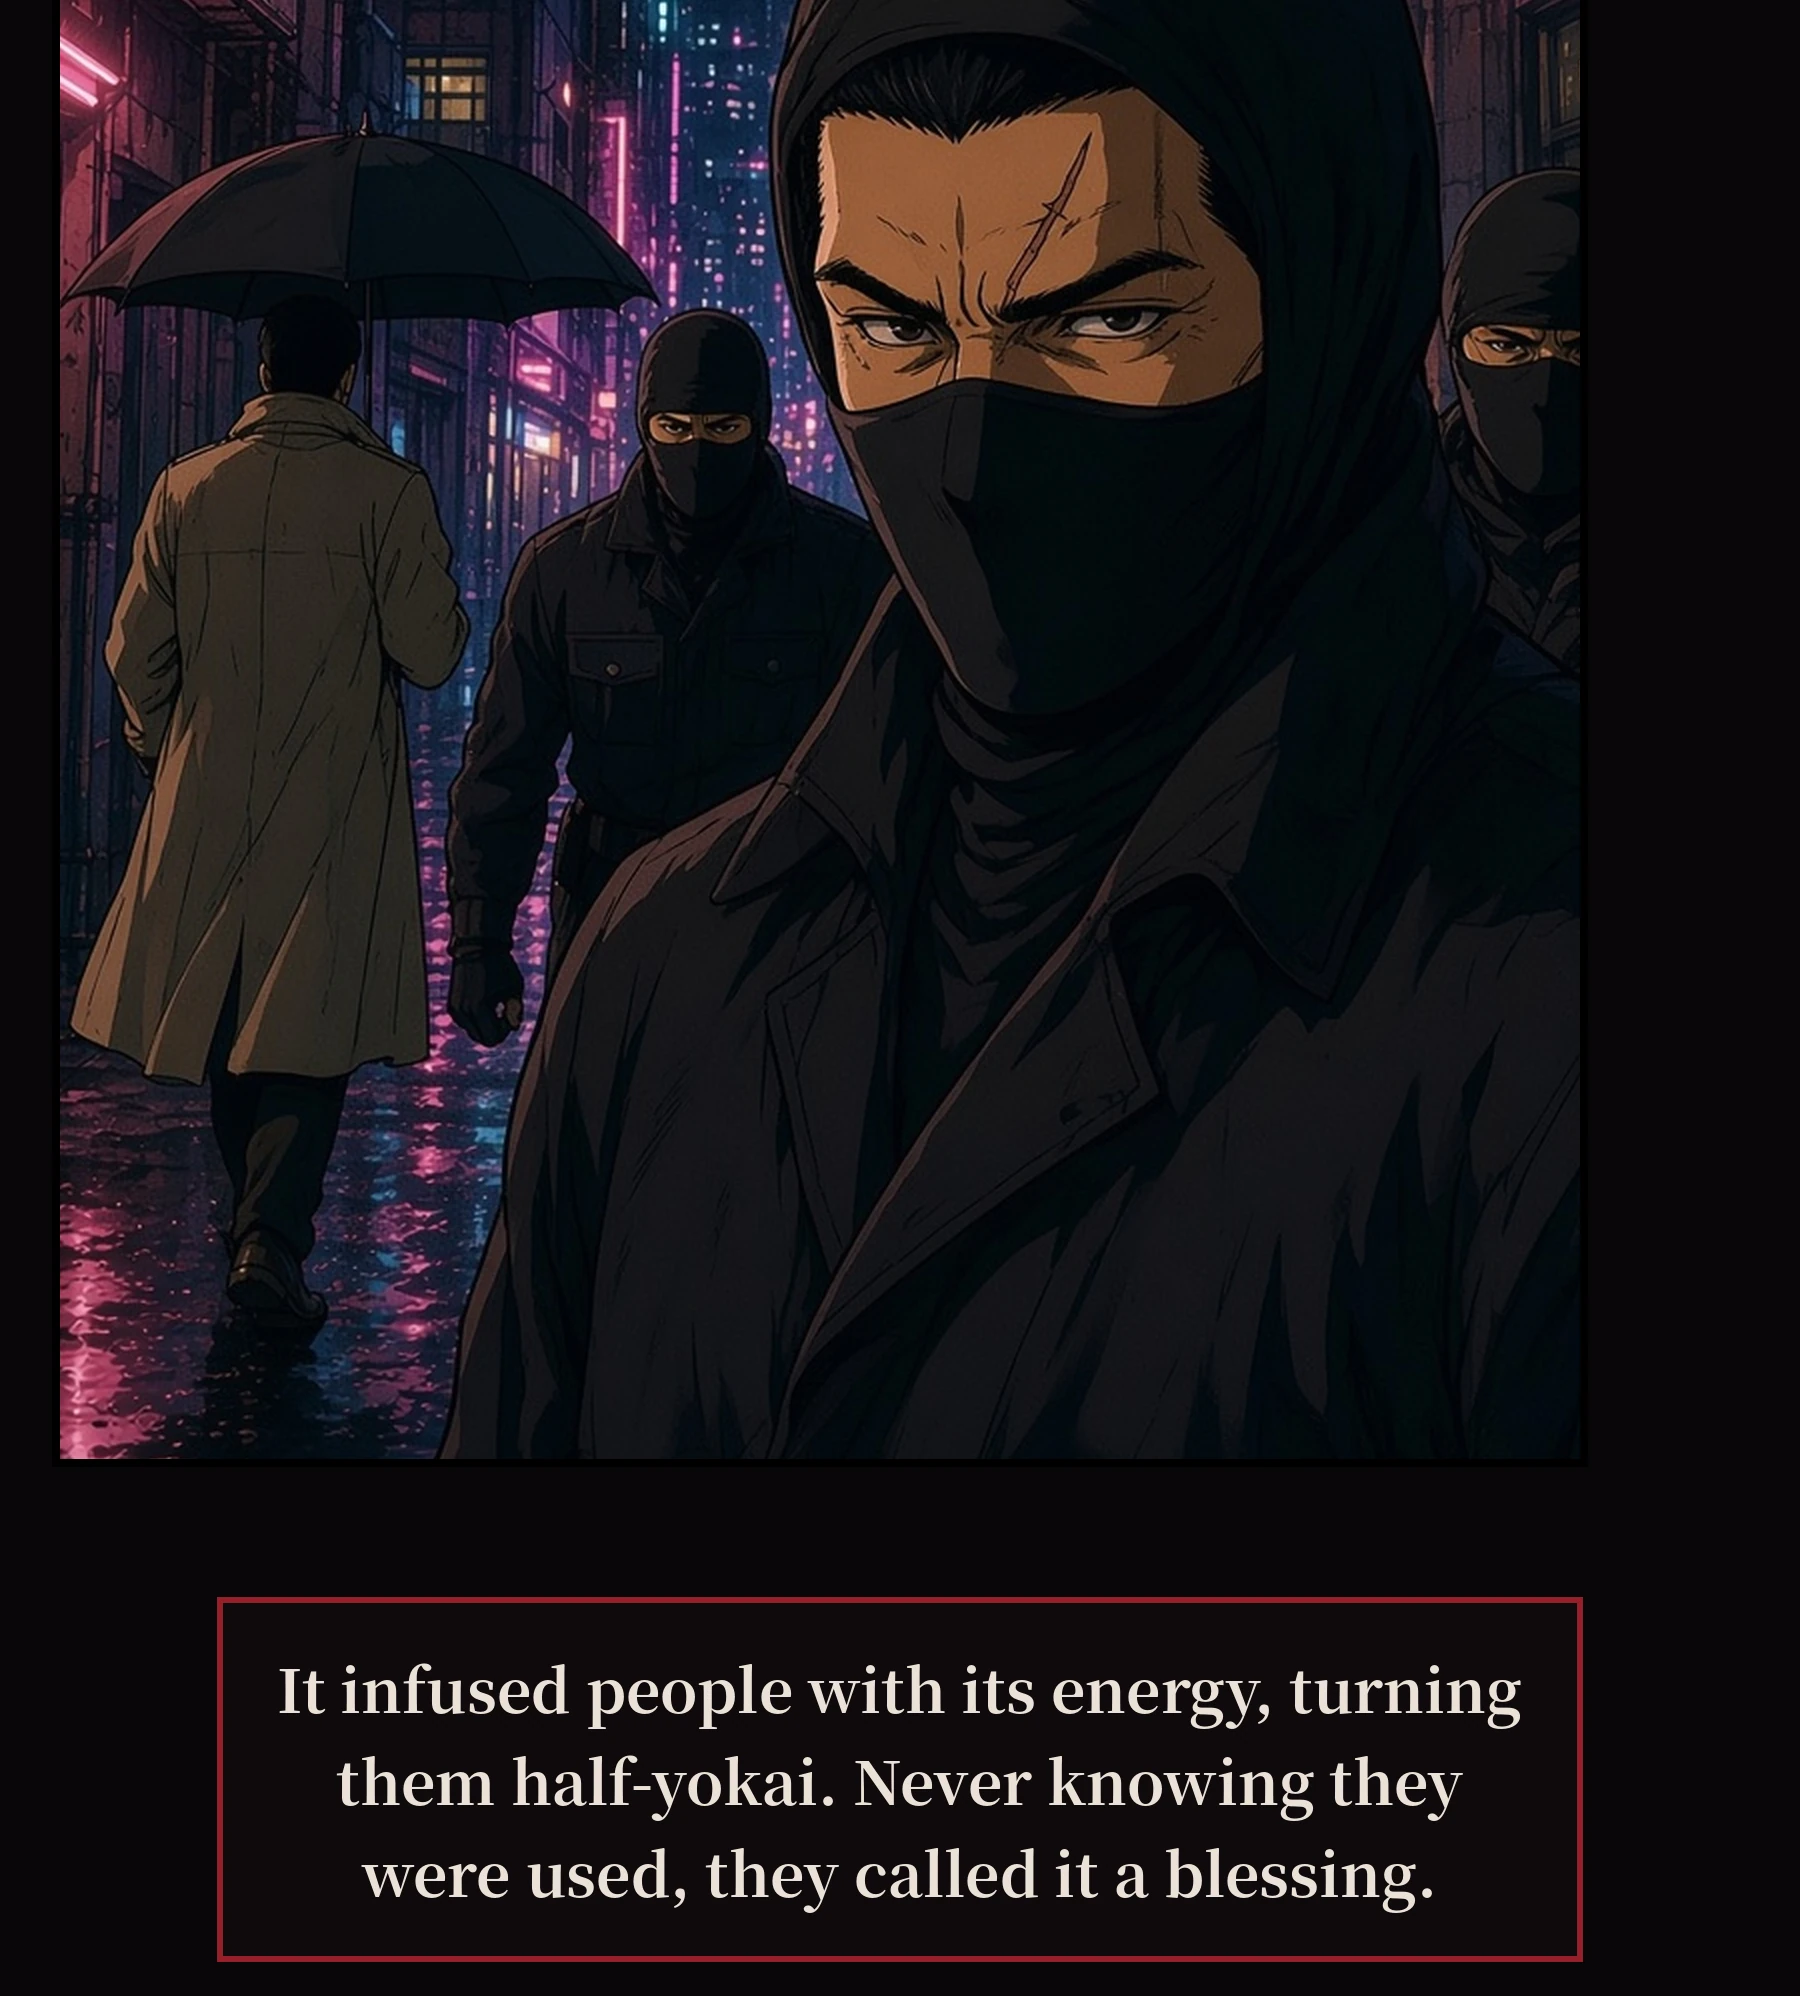 It infused people with its energy, turning
them half-yokai. Never knowing they
were used, they called it a blessing.